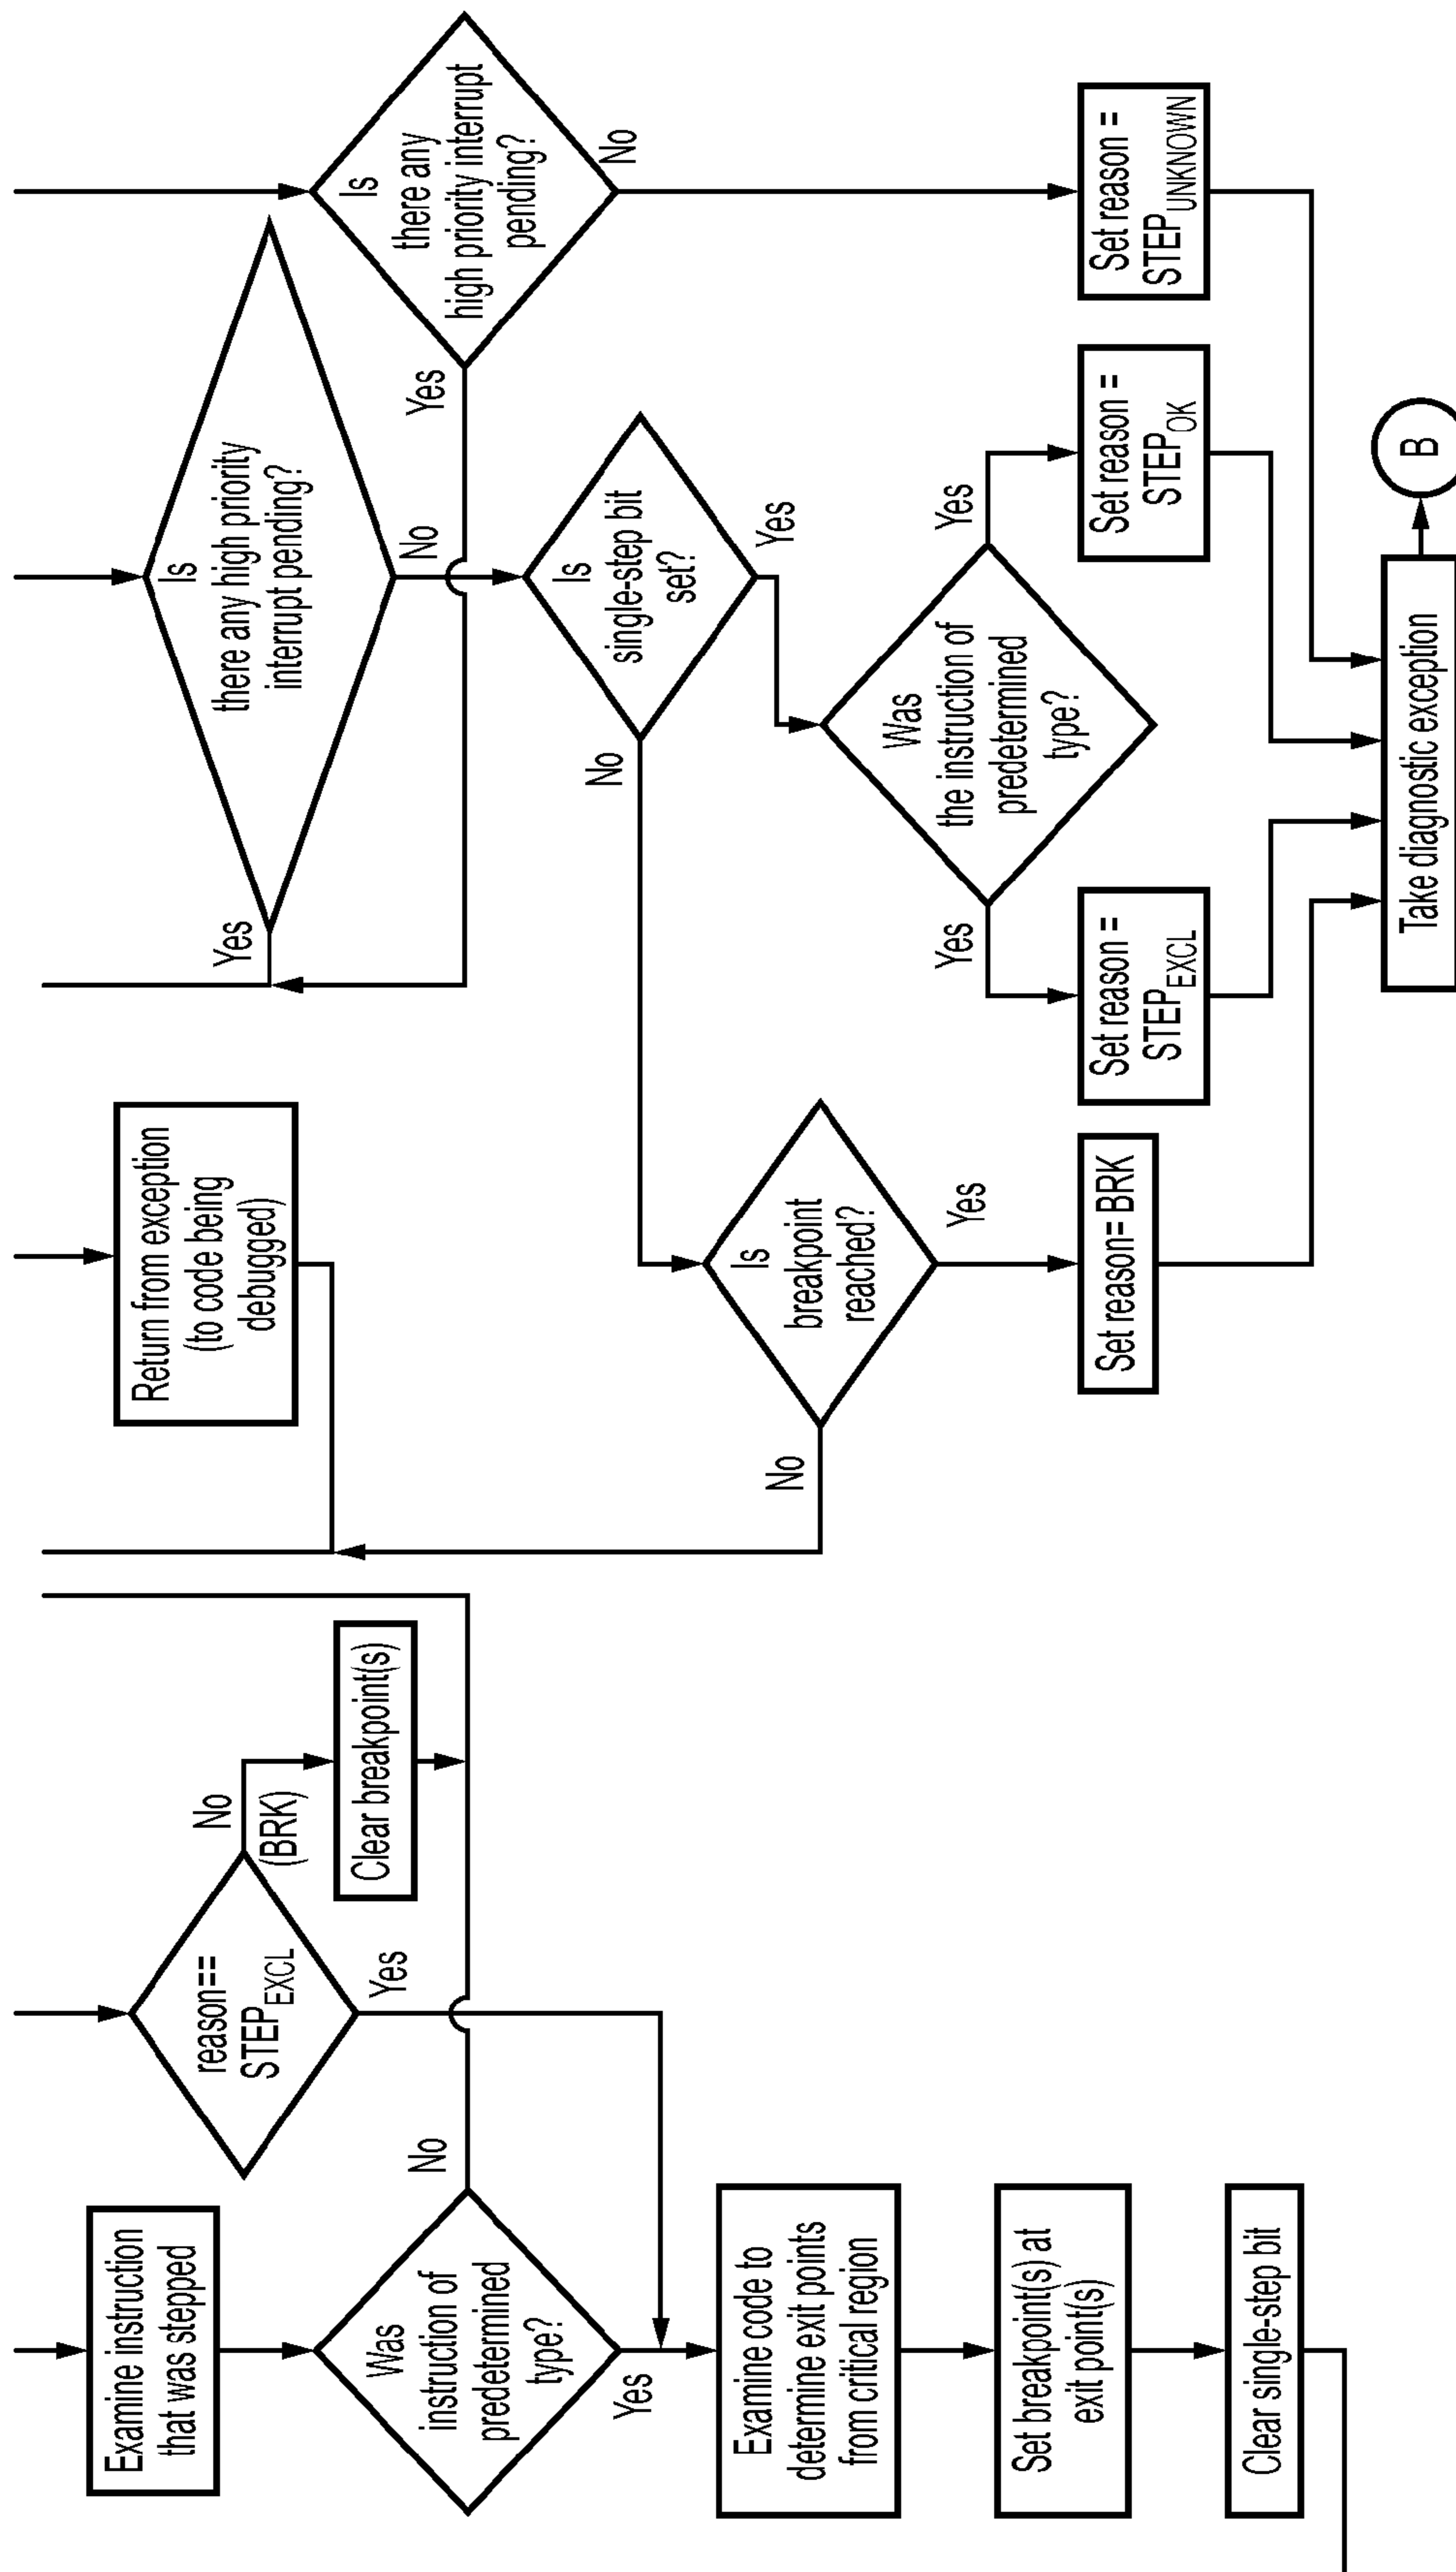 Examine instruction
that was stepped
Was
instruction of
predetermined
type?
No
Yes
Examine code to
determine exit points
from critical region
Set breakpoint(s) at
exit point(s)
Clear single-step bit
reason==
STEPEXCL
No
(BRK)
Yes
Clear breakpoint(s)
Return from exception
(to code being
debugged)
Is
there any high priority
interrupt pending?
Yes
No
Is
there any
high priority interrupt
pending?
Yes
No
Is
single-step bit
set?
No
Yes
Is
breakpoint
reached?
No
Yes
Was
the instruction of
predetermined
type?
Yes
Yes
Set reason= BRK
Set reason =
STEPEXCL
Set reason =
STEPOK
Set reason =
STEPUNKNOWN
Take diagnostic exception
B